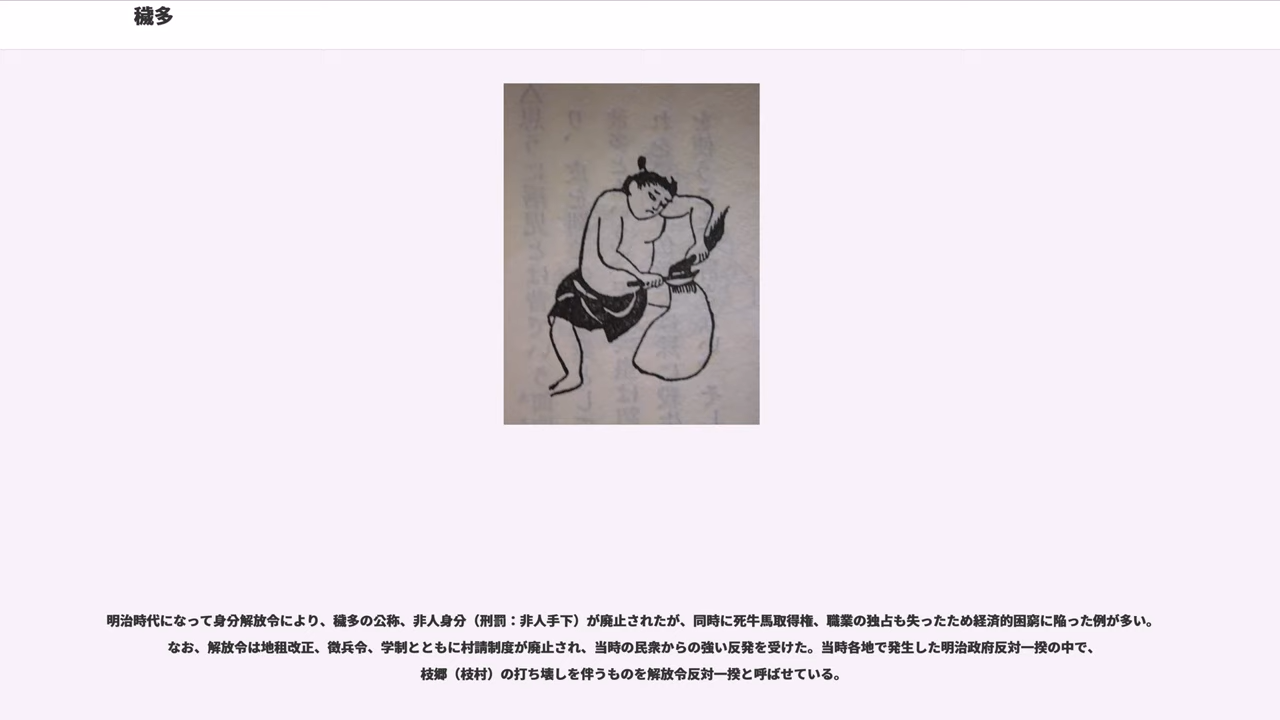 穢多
明治時代になって身分解放令により、穢多の公称、非人身分（刑罰：非人手下）が廃止されたが、同時に死牛馬取得権、職業の独占も失ったため経済的困窮に陥った例が多い。
なお、解放令は地租改正、徴兵令、学制とともに村請制度が廃止され、当時の民衆からの強い反発を受けた。当時各地で発生した明治政府反対一揆の中で、
枝郷（枝村）の打ち壊しを伴うものを解放令反対一揆と呼ばせている。